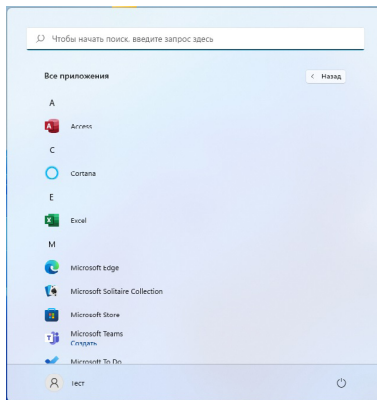 Чтобы начать поиск, введите запрос здесь
Все приложения
Назад
A
Access
C
Cortana
E
Excel
M
Microsoft Edge
Microsoft Solitaire Collection
Microsoft Store
Microsoft Teams
Создать
Microsoft To Do
Тест